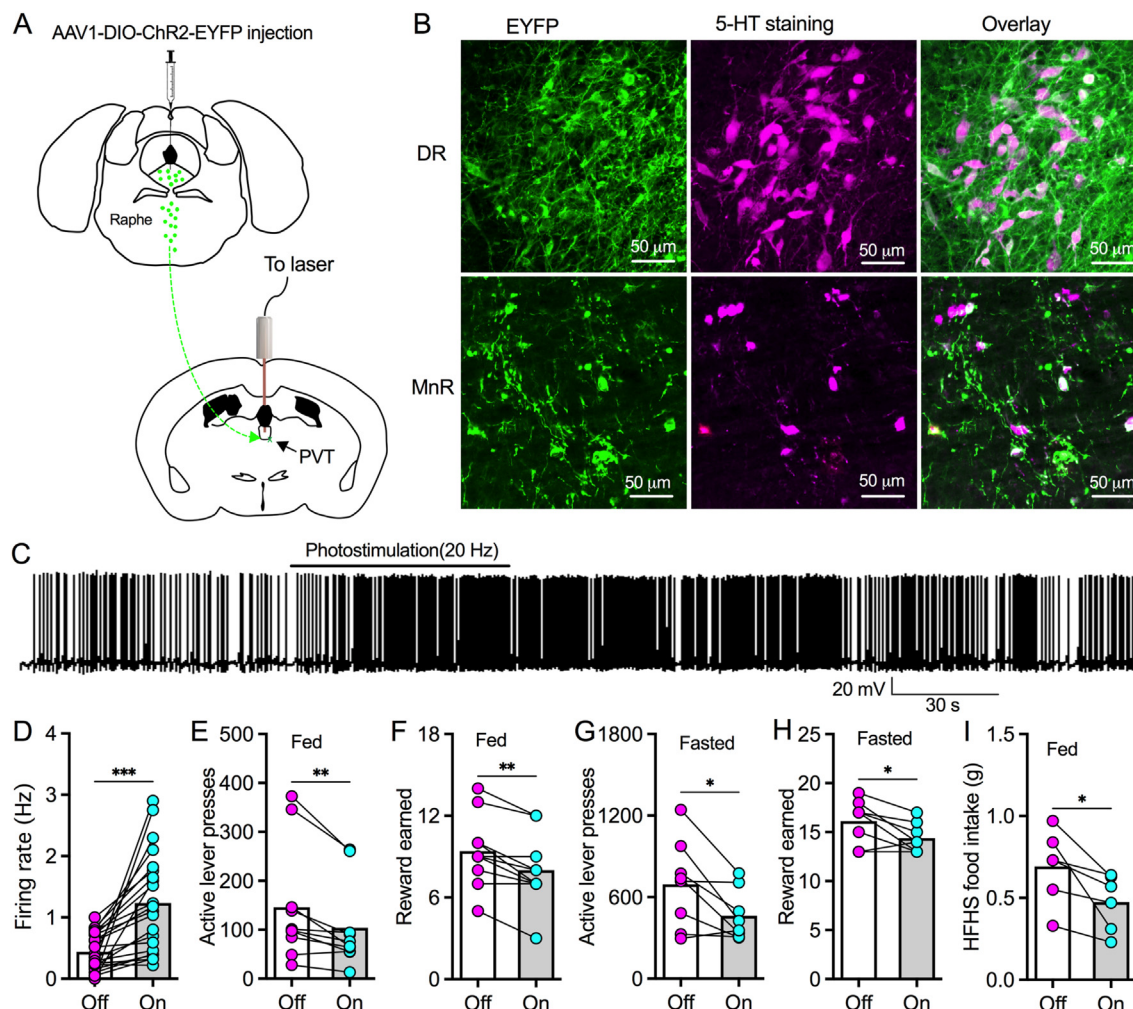 A
AAV1-DIO-ChR2-EYFP injection
Raphe
To laser
PVT
B
EYFP
5-HT staining
Overlay
DR
50 μm
50 μm
50 μm
MnR
50 μm
50 μm
50 μm
C
Photostimulation(20 Hz)
20 mV
30 s
D
Firing rate (Hz)
4
3
2
1
0
***
Off
On
E
Active lever presses
500
400
300
200
100
0
Fed
**
Off
On
F
Reward earned
18
12
6
0
Fed
**
Off
On
G
Active lever presses
1800
1200
600
0
Fasted
*
Off
On
H
Reward earned
25
20
15
10
5
0
Fasted
*
Off
On
I
HFHS food intake (g)
1.5
1.0
0.5
0.0
Fed
*
Off
On